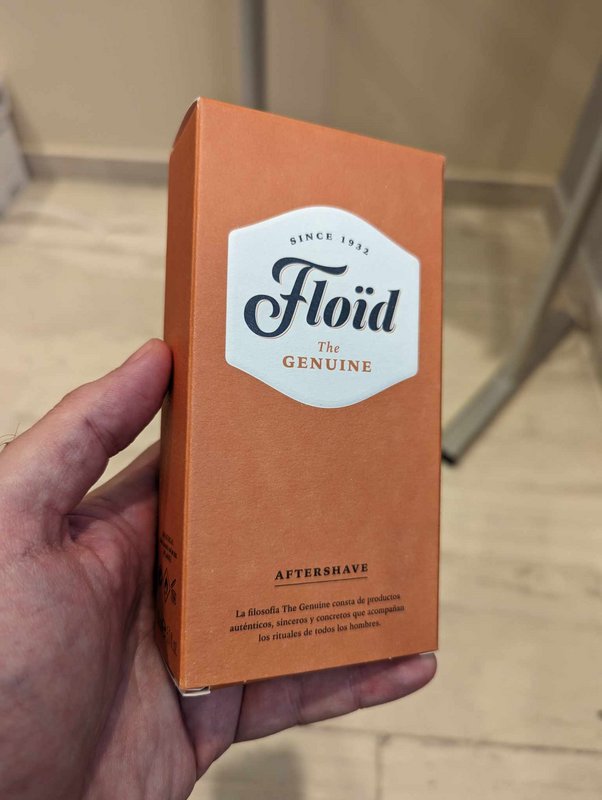 SINCE 1932
Floïd
The
GENUINE
AFTERSHAVE
La filosofía The Genuine consta de productos
auténticos, sinceros y concretos que acompañan
los rituales de todos los hombres.